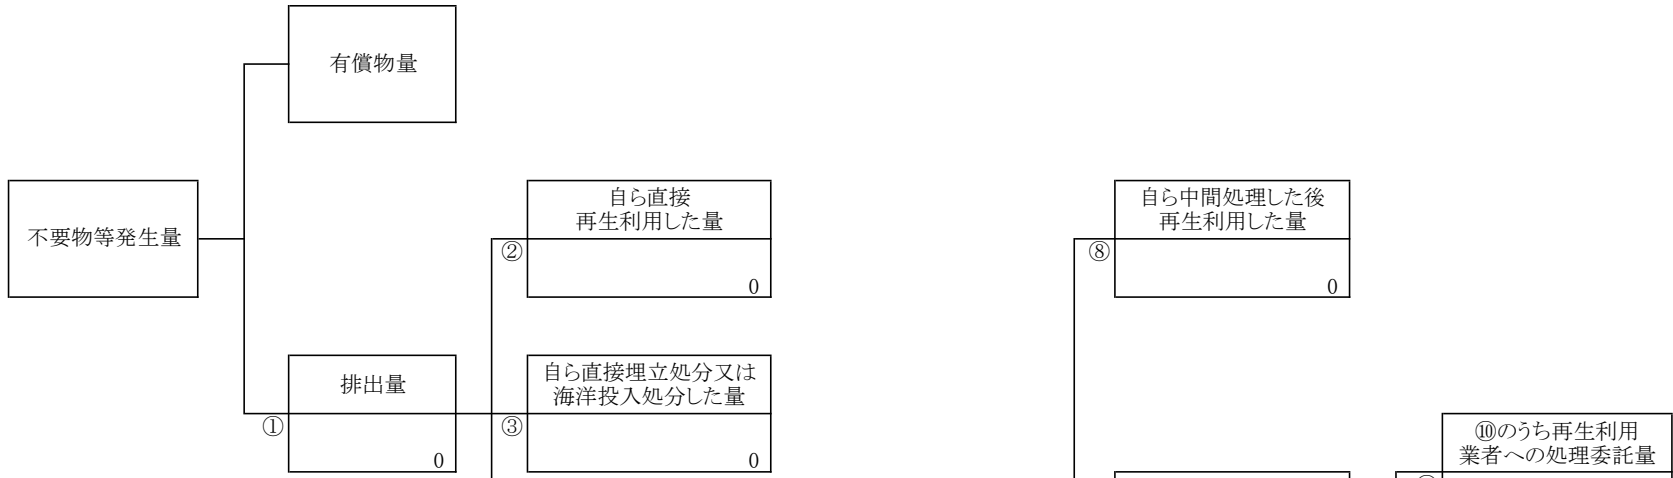 有償物量
不要物等発生量
自ら直接
再生利用した量
②
0
自ら中間処理した後
再生利用した量
⑧
0
排出量
①
0
自ら直接埋立処分又は
海洋投入処分した量
③
0
⑩のうち再生利用
業者への処理委託量